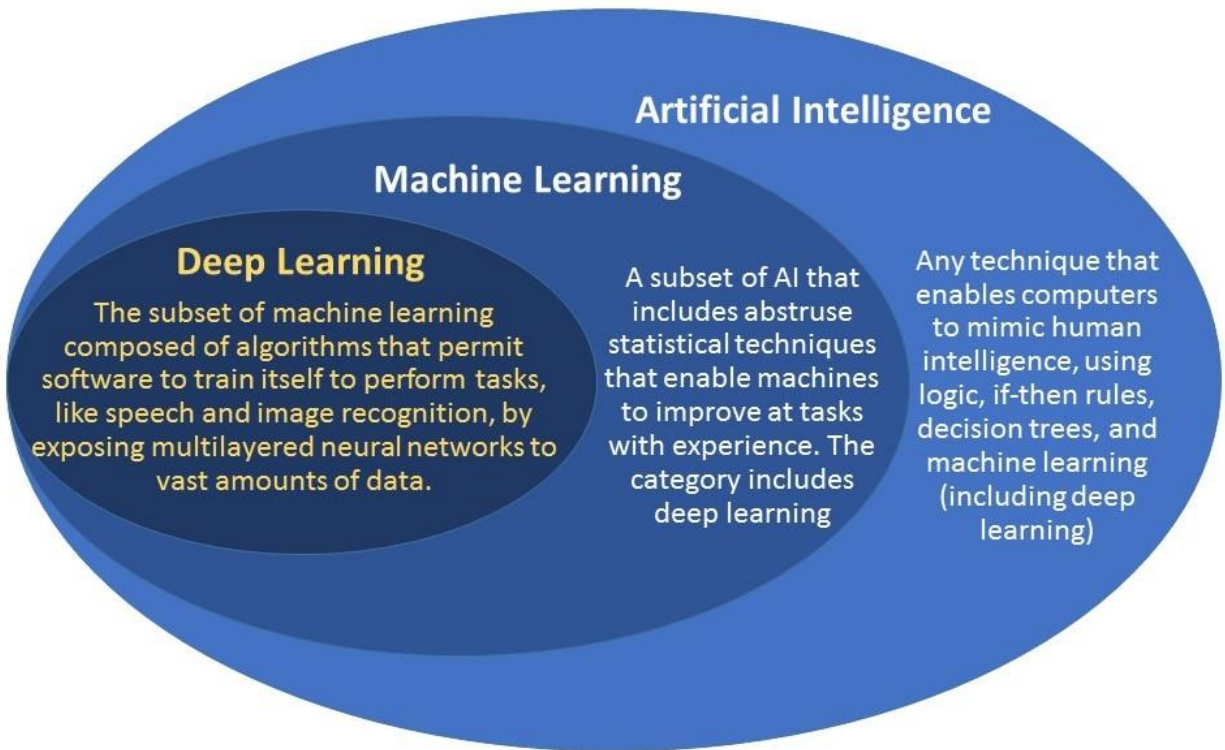 Artificial Intelligence
Machine Learning
Deep Learning
The subset of machine learning
composed of algorithms that permit
software to train itself to perform tasks,
like speech and image recognition, by
exposing multilayered neural networks to
vast amounts of data.
A subset of AI that
includes abstruse
statistical techniques
that enable machines
to improve at tasks
with experience. The
category includes
deep learning
Any technique that
enables computers
to mimic human
intelligence, using
logic, if-then rules,
decision trees, and
machine learning
(including deep
learning)